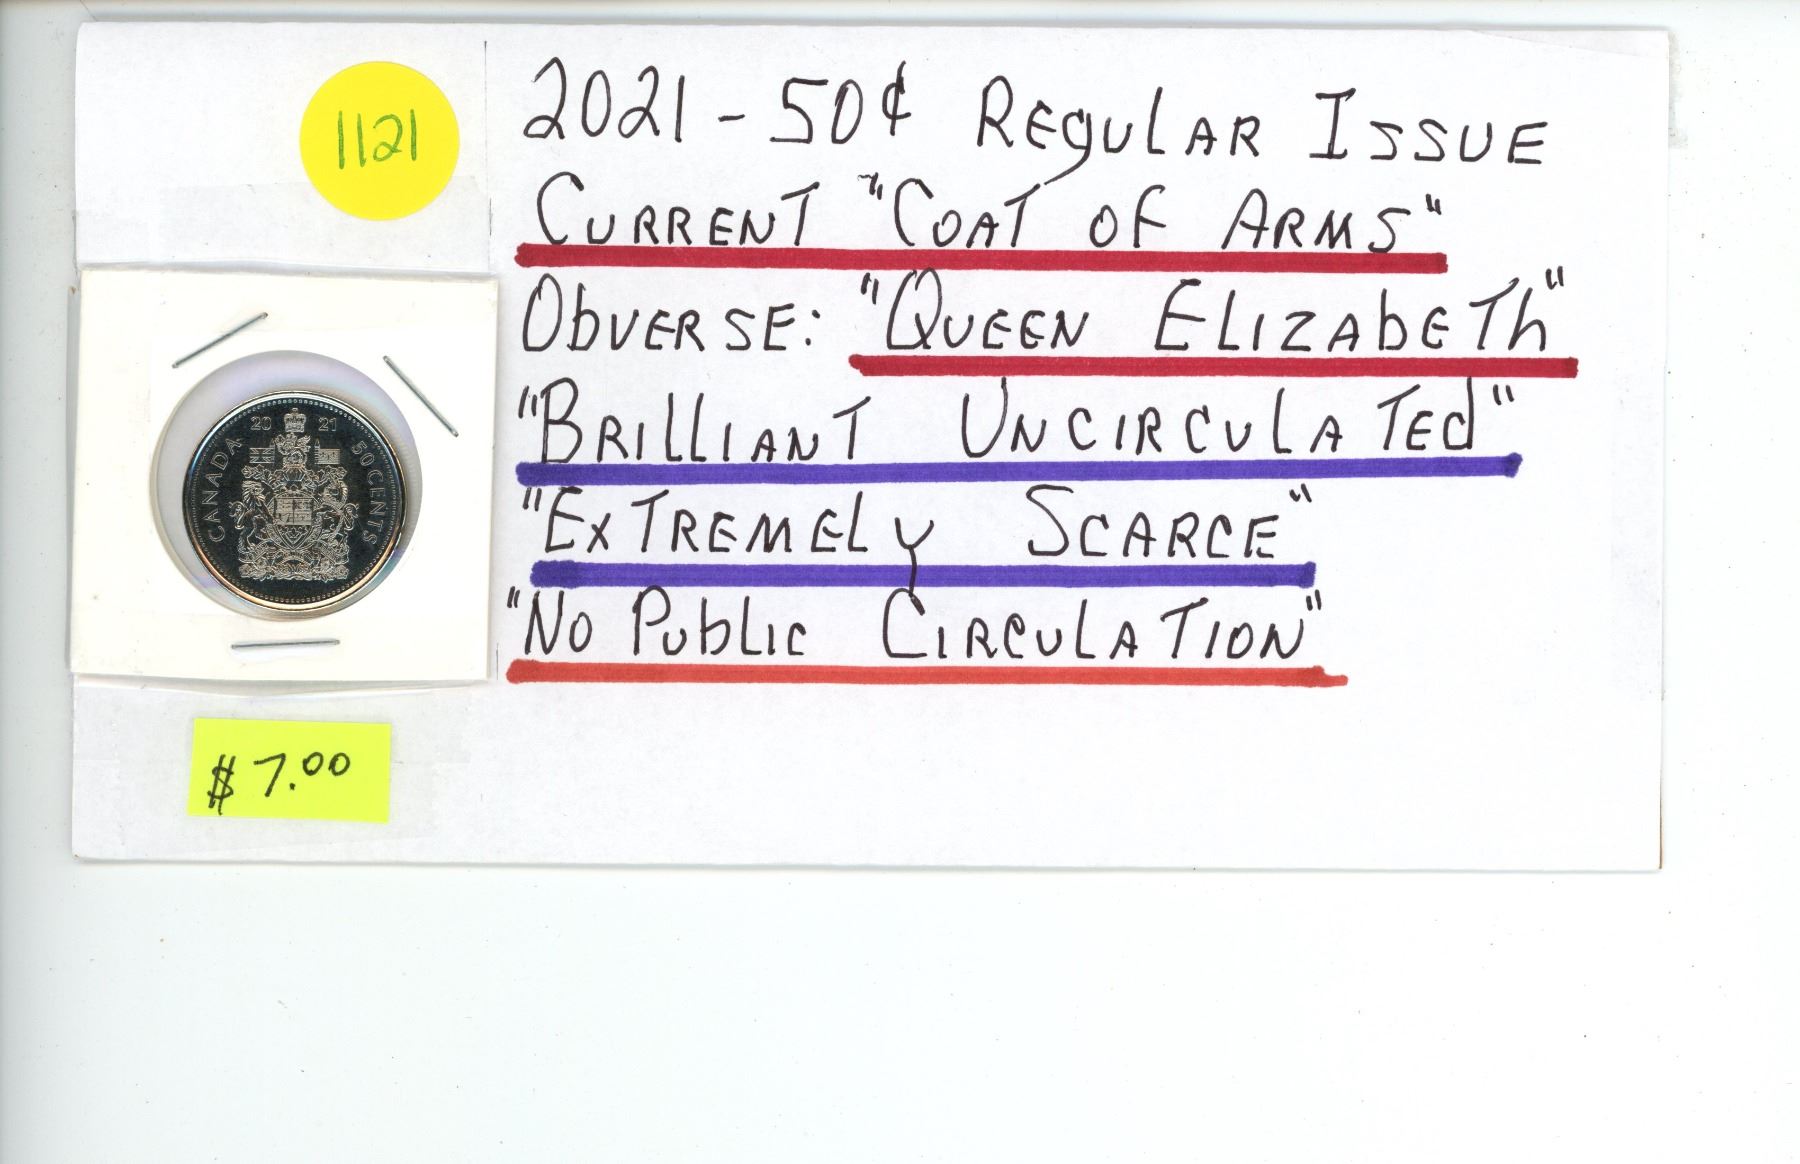 1121
2021 - 50¢ REGULAR ISSUE
CURRENT "COAT OF ARMS"
ObVERSE: "QUEEN ELIZAbETh"
"BRILLIANT UNCIRCULATEd"
"EXTREMELY SCARCE"
"NO PUbLIC CIRCULATION"
20 21
CANADA
50 CENTS
$7.00